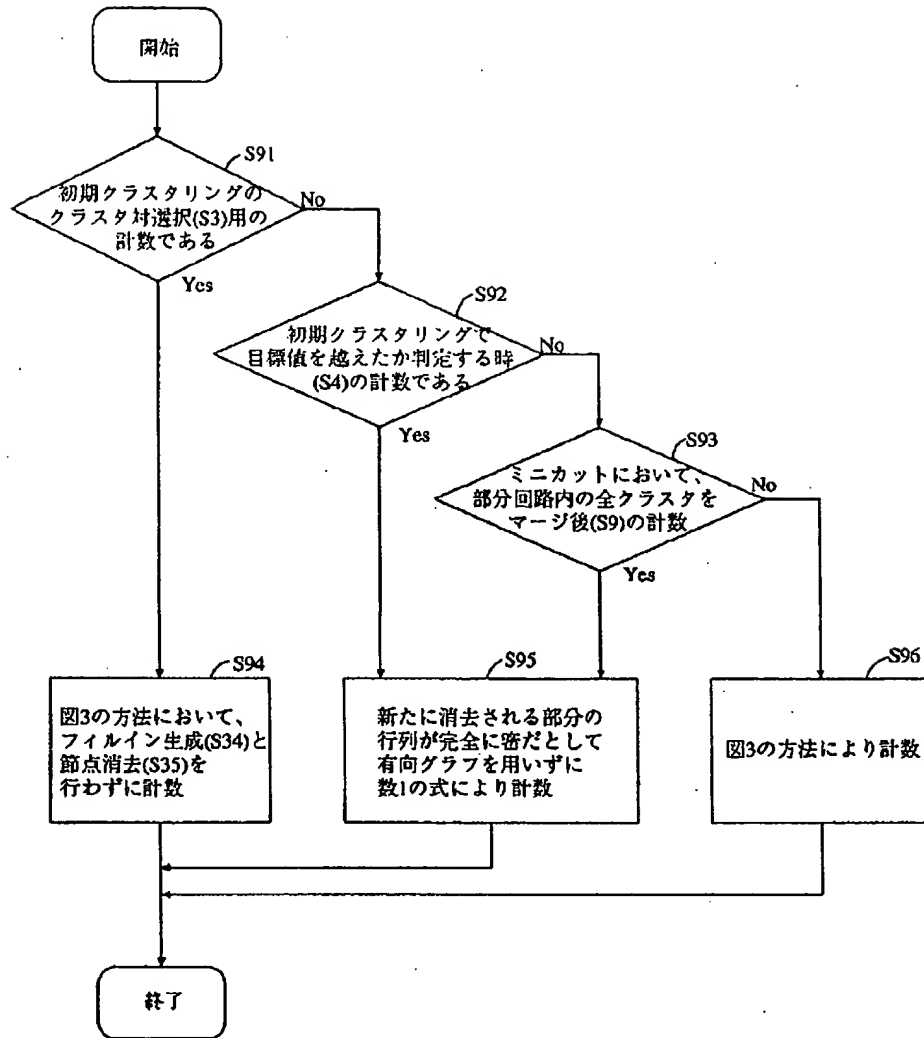 開始
S91
初期クラスタリングの
クラスタ対選択(S3)用の
計数である
No
Yes
S92
初期クラスタリングで
目標値を越えたか判定する時
(S4)の計数である
No
Yes
S93
ミニカットにおいて、
部分回路内の全クラスタを
マージ後(S9)の計数
No
Yes
S94
図3の方法において、
フィルイン生成(S34)と
節点消去(S35)を
行わずに計数
S95
新たに消去される部分の
行列が完全に密だとして
有向グラフを用いずに
数1の式により計数
S96
図3の方法により計数
終了